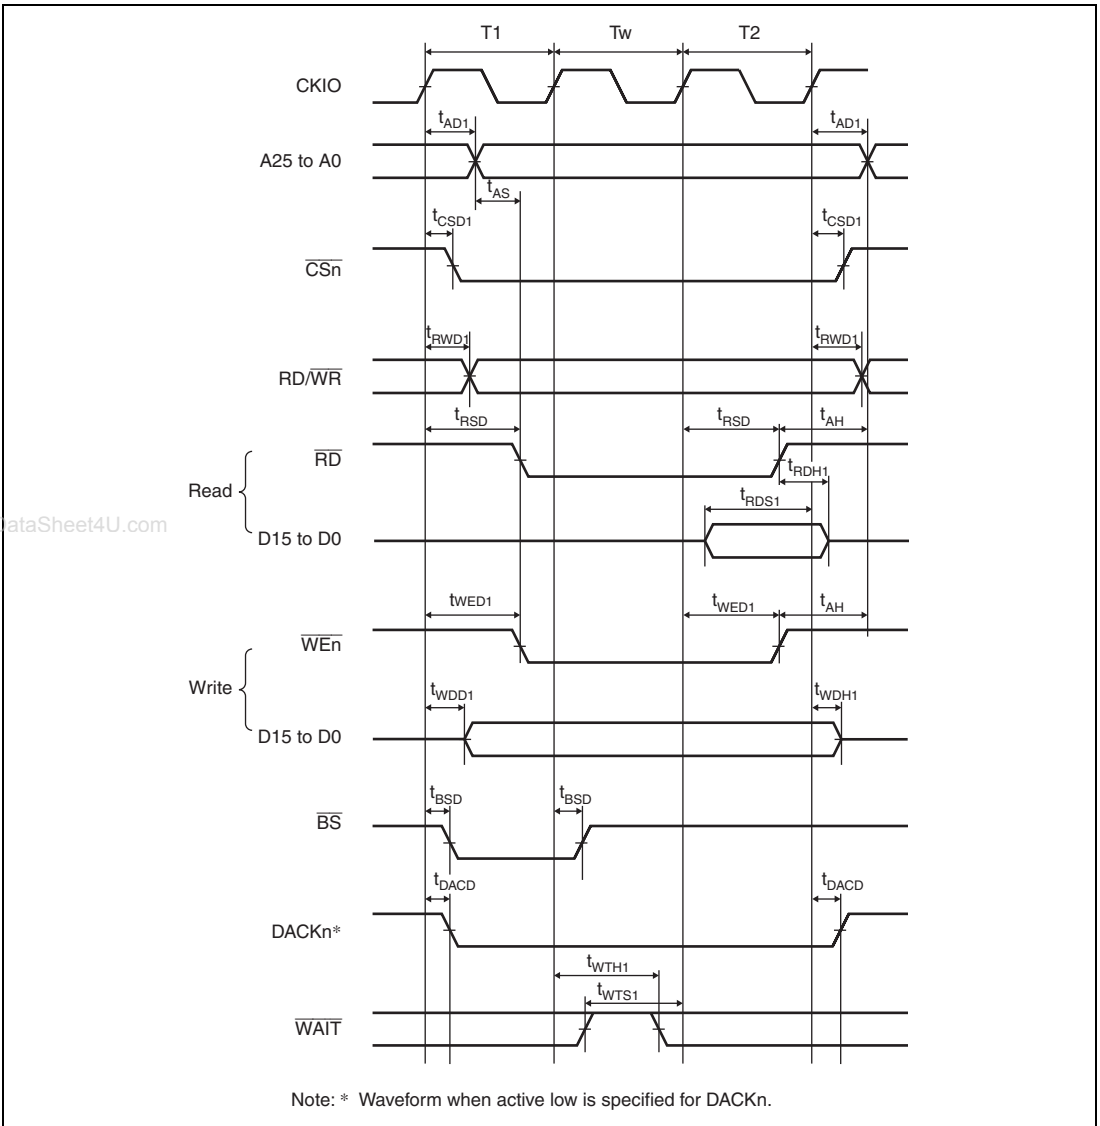 T1 Tw T2
CKIO
tAD1 tAD1
A25 to A0
tAS
tCSD1 tCSD1
CSn
tRWD1 tRWD1
RD/WR
tRSD tRSD tAH
RD
tRDH1
Read
tRDS1
DataSheet4U.com
D15 to D0
tWED1 tWED1 tAH
WEn
Write
tWDD1 tWDH1
D15 to D0
tBSD tBSD
BS
tDACD tDACD
DACKn*
tWTH1
tWTS1
WAIT
Note: * Waveform when active low is specified for DACKn.